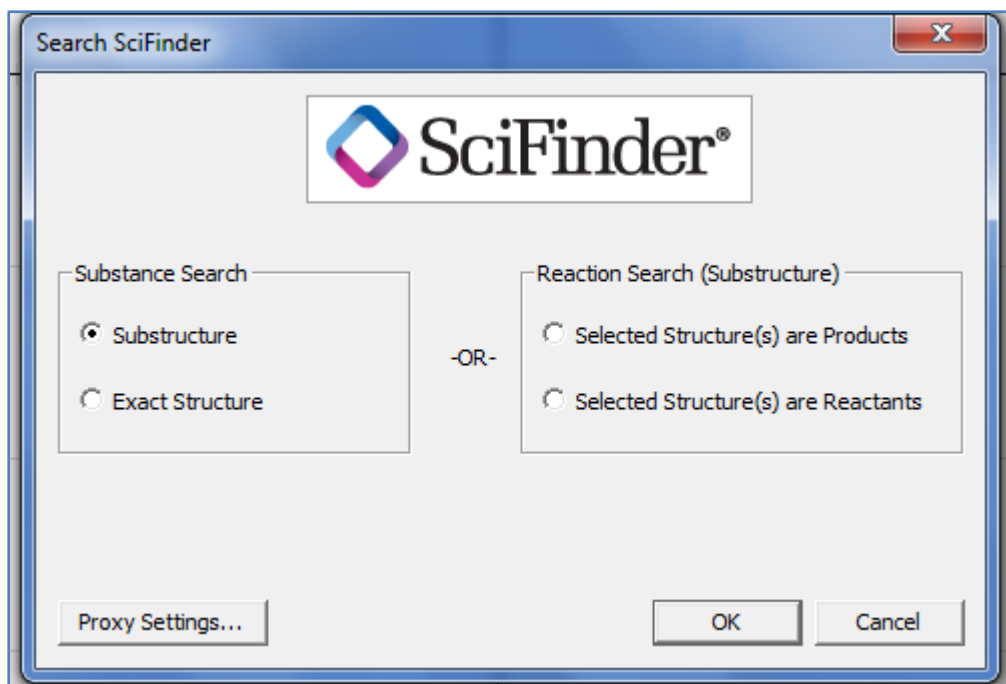 Search SciFinder
SciFinder®
Substance Search
Substructure
Exact Structure
-OR-
Reaction Search (Substructure)
Selected Structure(s) are Products
Selected Structure(s) are Reactants
Proxy Settings...
OK
Cancel